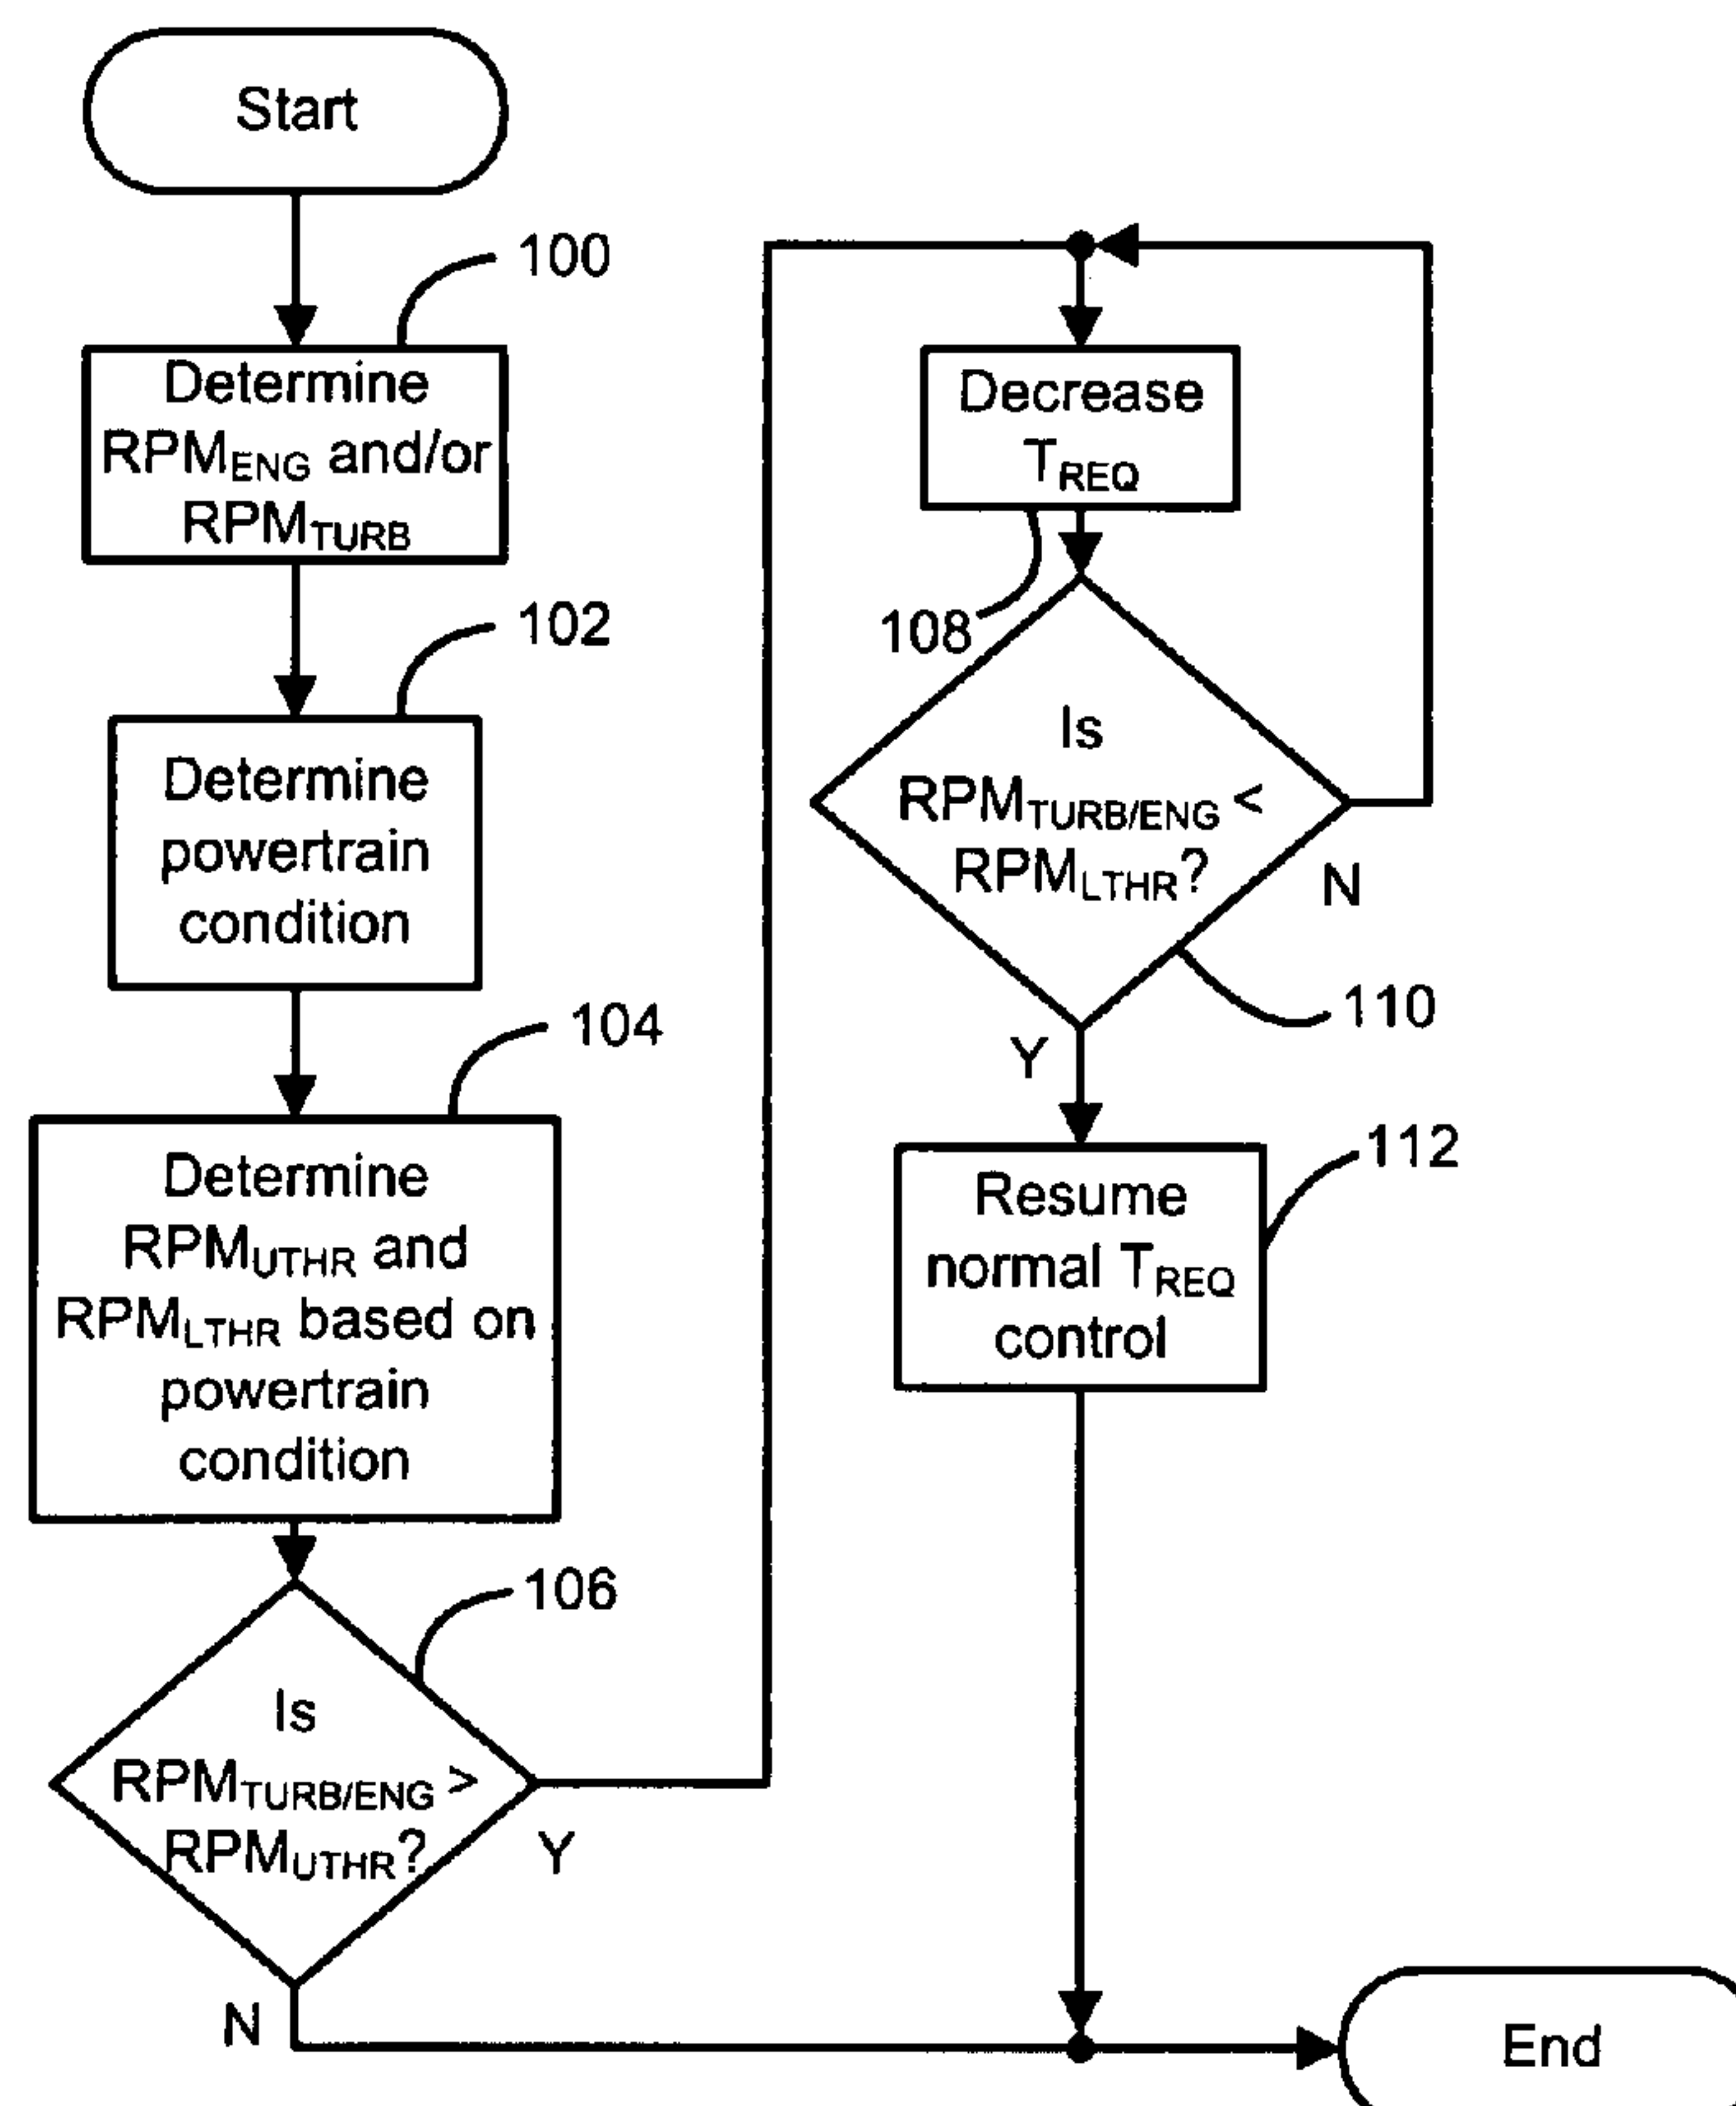 Start
100
Determine
RPMENG and/or
RPMTURB
102
Determine
powertrain
condition
104
Determine
RPMUTHR and
RPMLTHR based on
powertrain
condition
106
Is
RPMTURB/ENG >
RPMUTHR?
Y
N
Decrease
TREQ
108
Is
RPMTURB/ENG <
RPMLTHR?
N
110
Y
112
Resume
normal TREQ
control
End